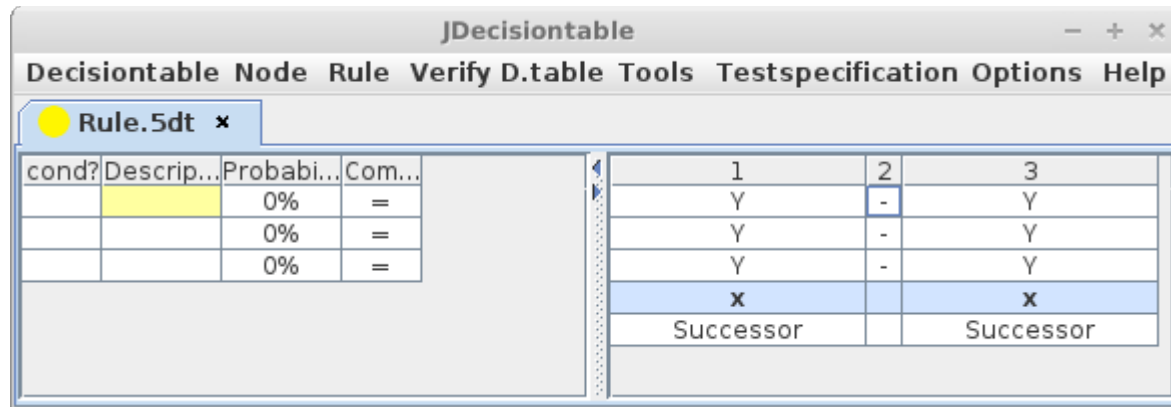 JDecisiontable
Decisiontable Node Rule Verify D.table Tools Testspecification Options Help
Rule.5dt
cond? Descrip... Probabi... Com... 1 2 3
0% = Y - Y
0% = Y - Y
0% = Y - Y
x x
Successor Successor